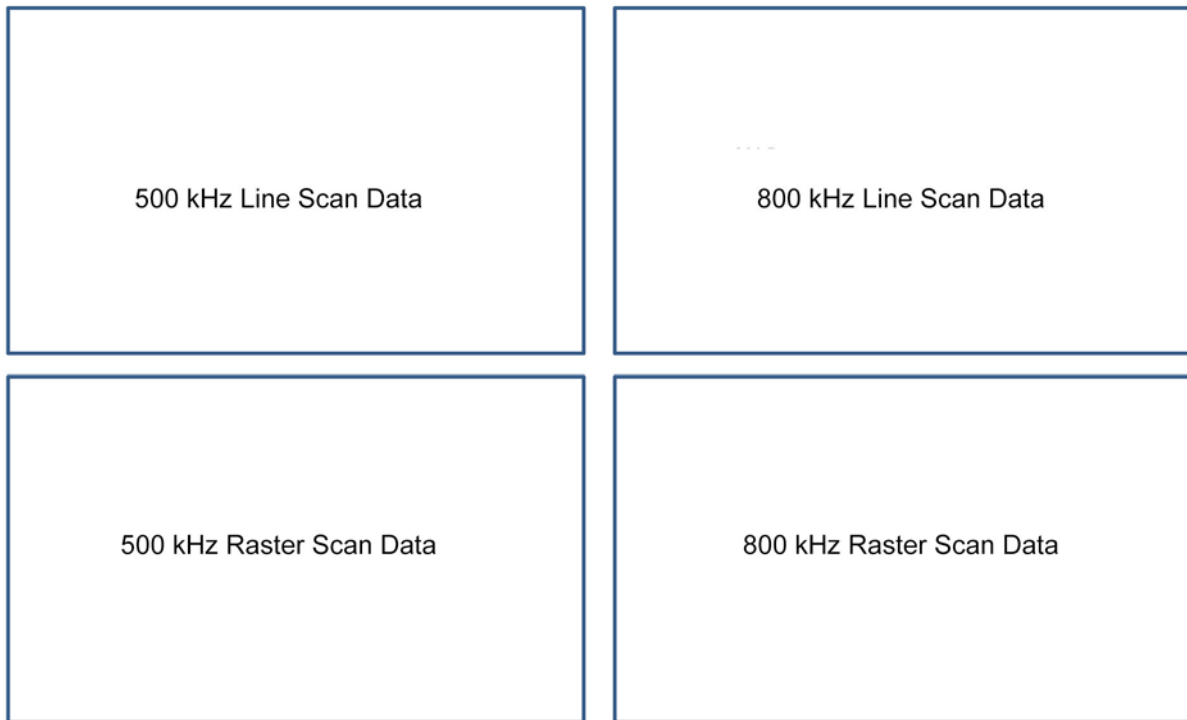 500 kHz Line Scan Data
800 kHz Line Scan Data
500 kHz Raster Scan Data
800 kHz Raster Scan Data